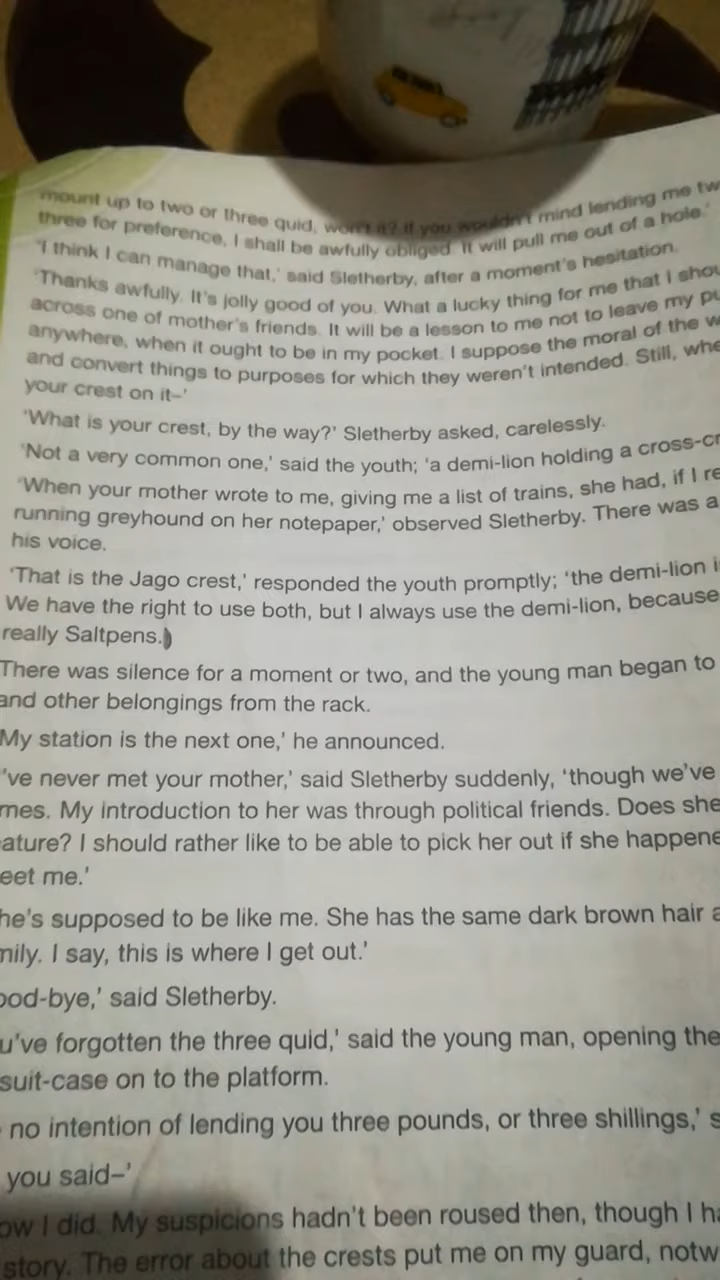 mount up to two or three quid, won't it? If you wouldn't mind lending me
three for preference, I shall be awfully obliged. It will pull me out of a hole.'
'I think I can manage that,' said Sletherby, after a moment's hesitation.
'Thanks awfully. It's jolly good of you. What a lucky thing for me that I
across one of mother's friends. It will be a lesson to me not to leave my
anywhere, when it ought to be in my pocket. I suppose the moral of the
and convert things to purposes for which they weren't intended. Still,
your crest on it–'
'What is your crest, by the way?' Sletherby asked, carelessly.
'Not a very common one,' said the youth; 'a demi-lion holding a
'When your mother wrote to me, giving me a list of trains, she had, if I
running greyhound on her notepaper,' observed Sletherby. There was a
his voice.
'That is the Jago crest,' responded the youth promptly; 'the demi-lion
We have the right to use both, but I always use the demi-lion, because
really Saltpens.)
There was silence for a moment or two, and the young man began to
and other belongings from the rack.
My station is the next one,' he announced.
've never met your mother,' said Sletherby suddenly, 'though we've
mes. My introduction to her was through political friends. Does she
ature? I should rather like to be able to pick her out if she happene
eet me.'
he's supposed to be like me. She has the same dark brown hair
mily. I say, this is where I get out.'
ood-bye,' said Sletherby.
u've forgotten the three quid,' said the young man, opening the
suit-case on to the platform.
no intention of lending you three pounds, or three shillings,' s
you said–'
ow I did. My suspicions hadn't been roused then, though I ha
story. The error about the crests put me on my guard, notw